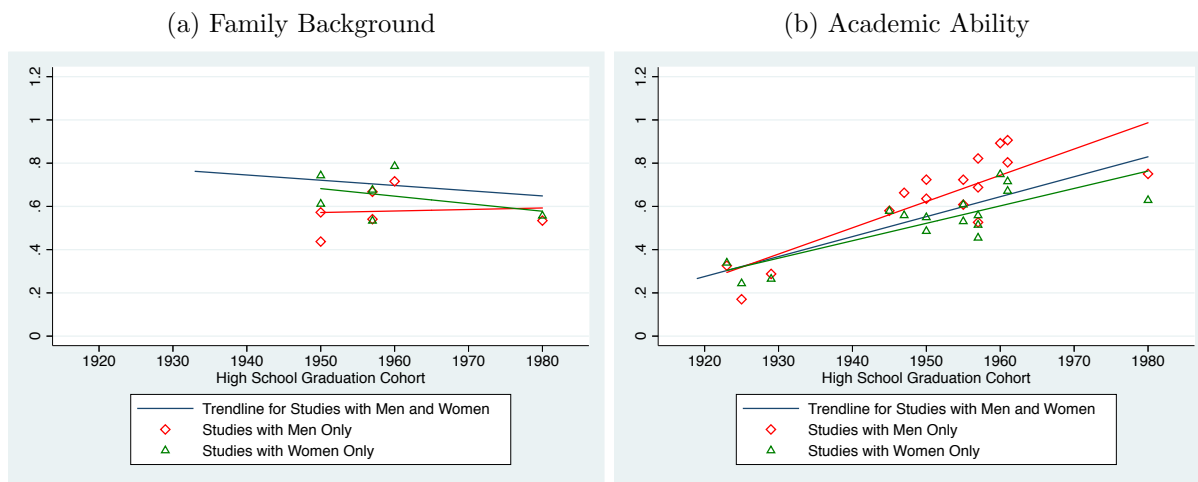 (a) Family Background
1.2
1
.8
.6
.4
.2
0
1920 1930 1940 1950 1960 1970 1980
High School Graduation Cohort
Trendline for Studies with Men and Women
Studies with Men Only
Studies with Women Only
(b) Academic Ability
1.2
1
.8
.6
.4
.2
0
1920 1930 1940 1950 1960 1970 1980
High School Graduation Cohort
Trendline for Studies with Men and Women
Studies with Men Only
Studies with Women Only